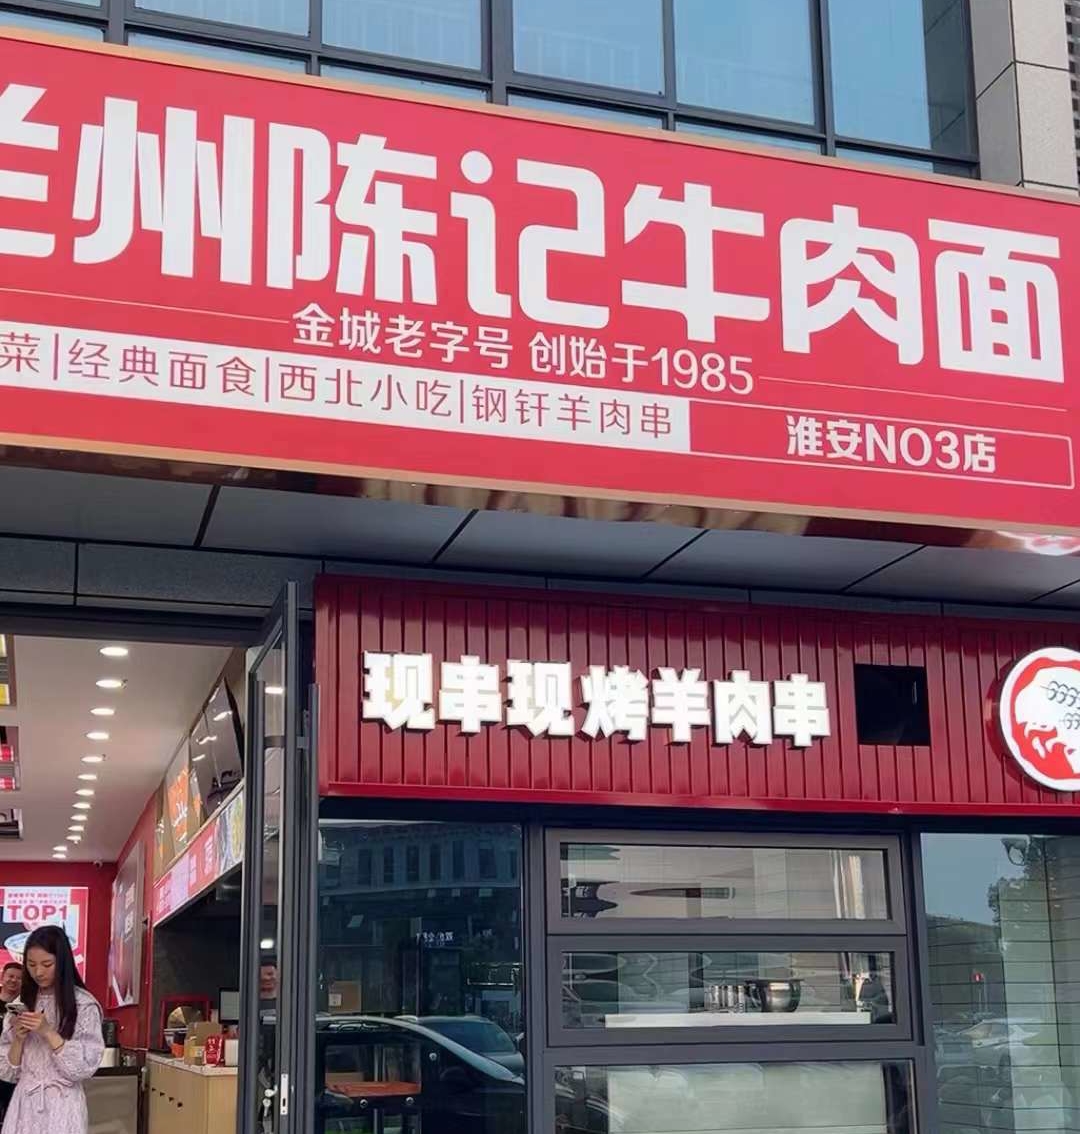 兰州陈记牛肉面
金城老字号 创始于1985
菜|经典面食|西北小吃|钢钎羊肉串
淮安NO3店
现串现烤羊肉串
TOP1